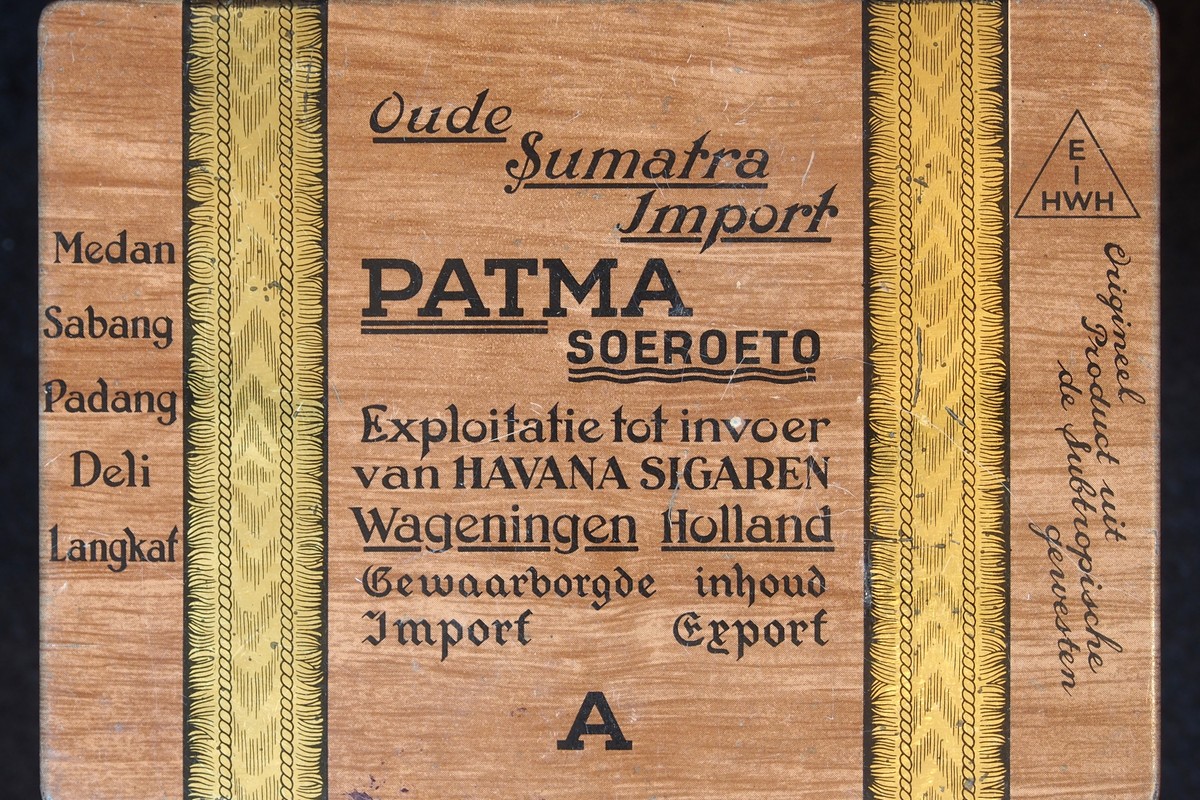 Medan
Sabang
Padang
Deli
Langkat
Oude
Sumatra
Import
PATMA
SOEROETO
Exploitatie tot invoer
van HAVANA SIGAREN
Wageningen Holland
Gewaarborgde inhoud
Import Export
A
E
I
HWH
Origineel
Product uit
de Subtropische
gewesten